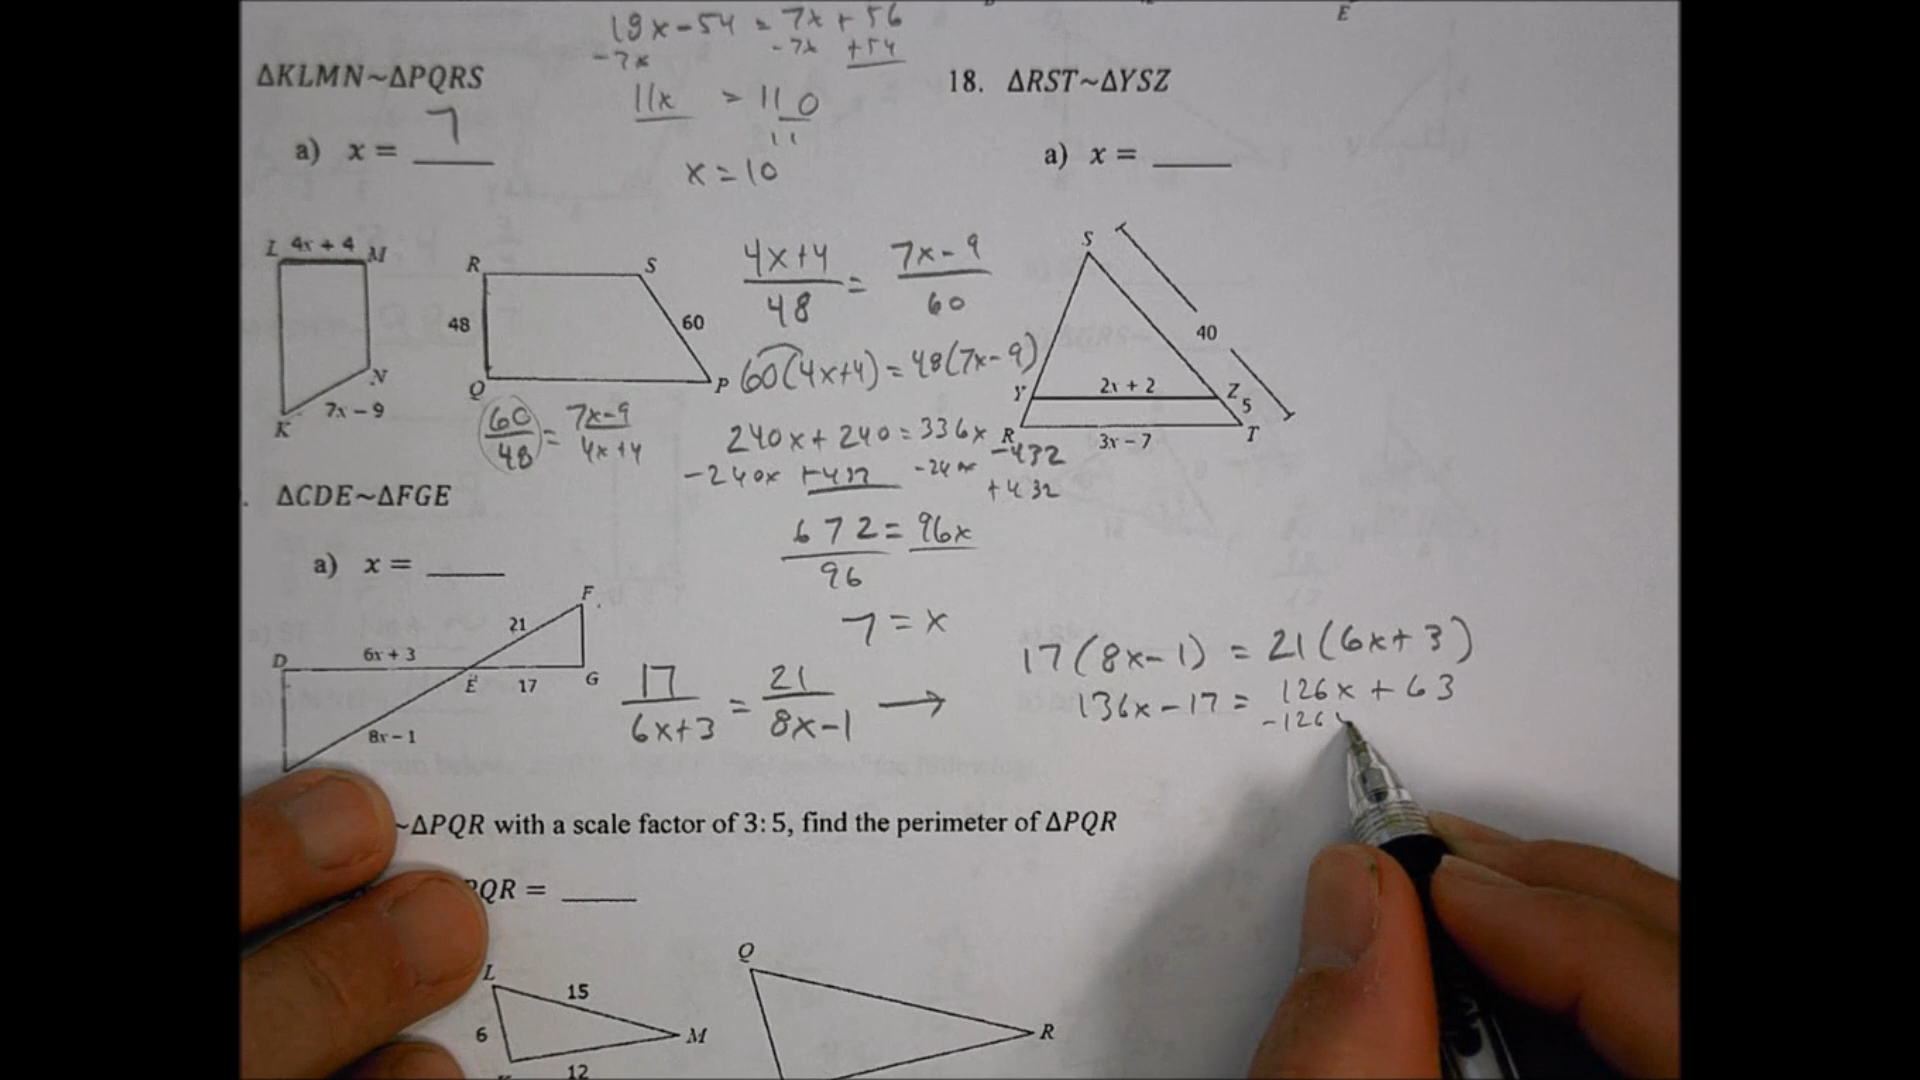 19x-54 = 7x+56
-7x -7x +54
11x = 110
11
x = 10
E
ΔKLMN~ΔPQRS
a) x = 7
L 4x + 4 M
N
7x – 9
K
R S
48
60
Q P
60/48 = 7x-9/4x+4
4x+4/48 = 7x-9/60
60(4x+4) = 48(7x-9)
240x + 240 = 336x -432
-240x +432 -240x +432
672 = 96x
96
7 = x
18. ΔRST~ΔYSZ
a) x = ____
S
40
Y 2x + 2 Z
5
R 3x – 7 T
. ΔCDE~ΔFGE
a) x = ____
F
21
D 6x + 3
E 17 G
8x – 1
17/6x+3 = 21/8x-1 →
17(8x-1) = 21(6x+3)
136x-17 = 126x + 63
-126x
~ΔPQR with a scale factor of 3: 5, find the perimeter of ΔPQR
PQR = ____
L
15
6
M
12
Q
R